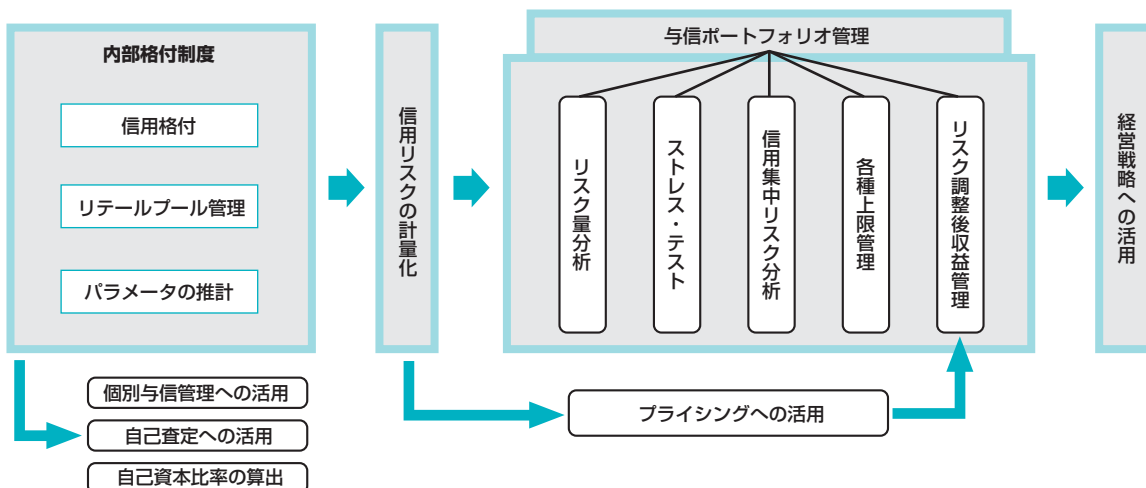 内部格付制度
信用格付
リテールプール管理
パラメータの推計
個別与信管理への活用
自己査定への活用
自己資本比率の算出
信用リスクの計量化
与信ポートフォリオ管理
リスク量分析
ストレス・テスト
信用集中リスク分析
各種上限管理
リスク調整後収益管理
プライシングへの活用
経営戦略への活用